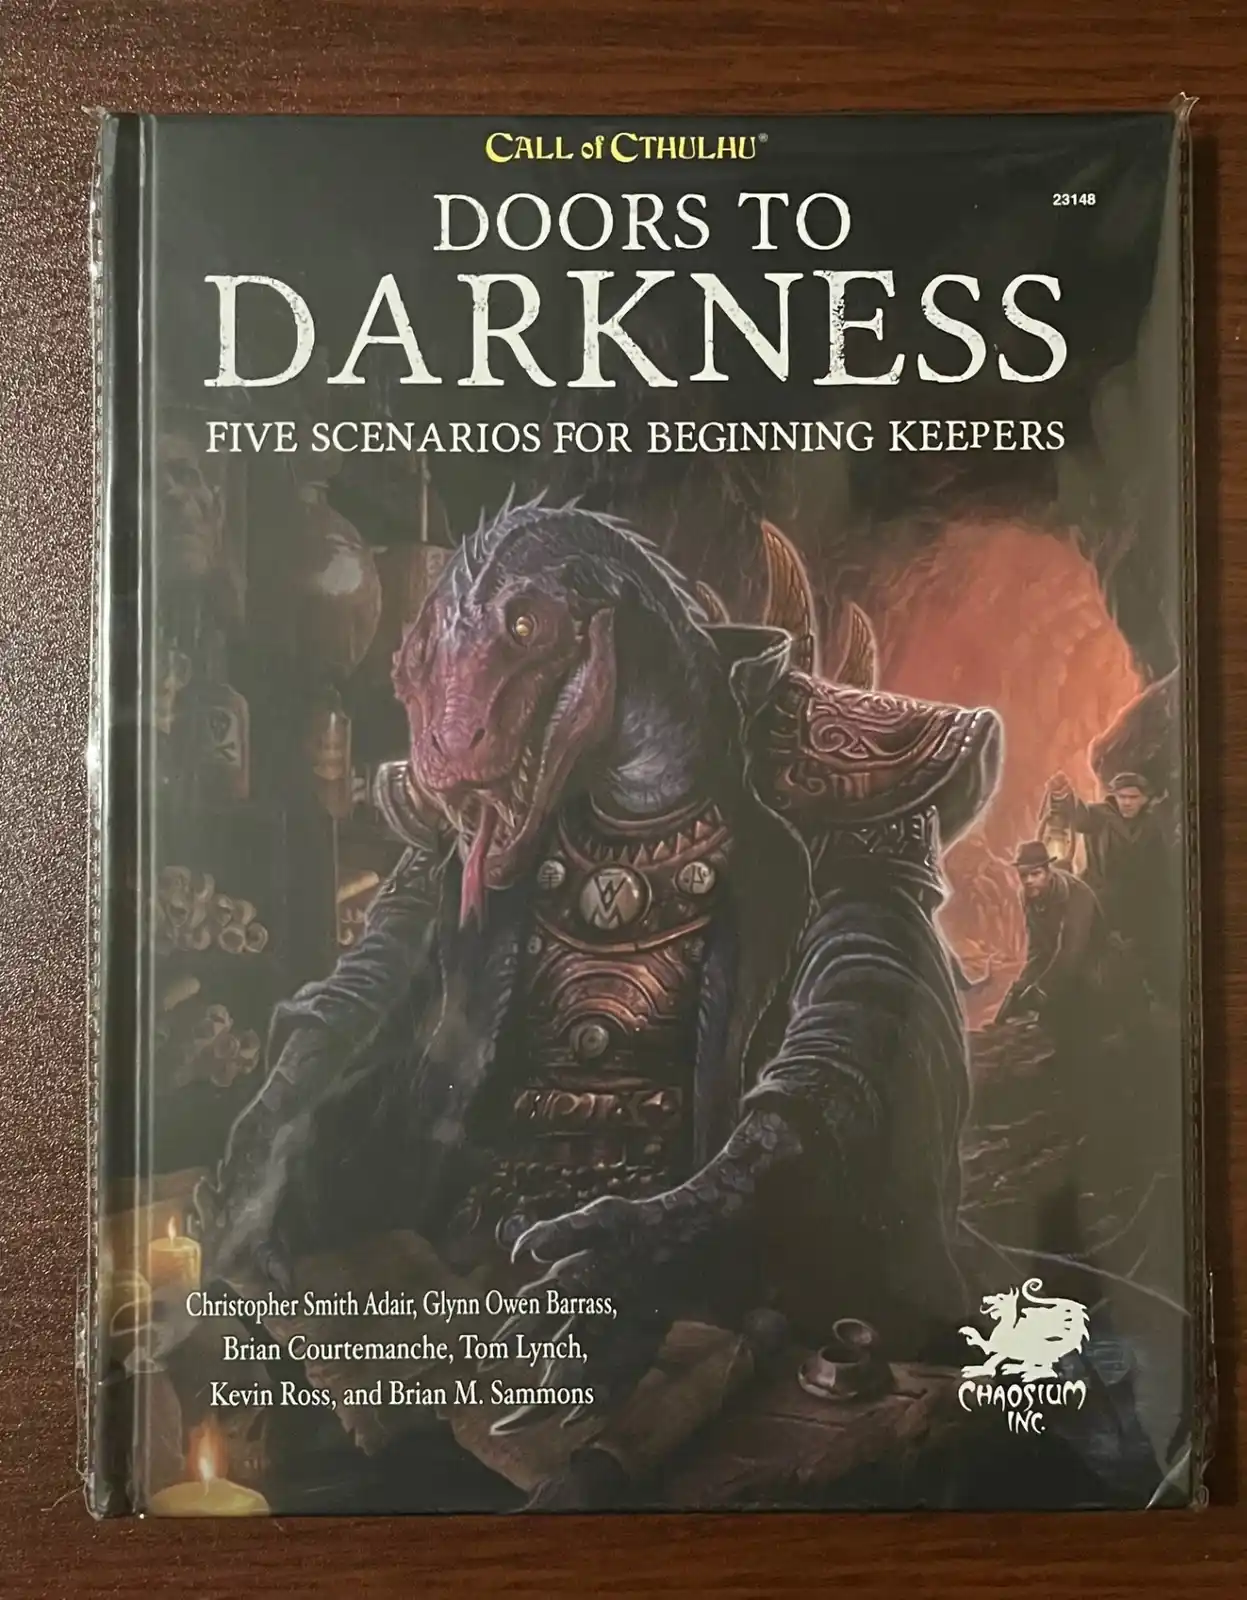 CALL of CTHULHU®
DOORS TO
23148
DARKNESS
FIVE SCENARIOS FOR BEGINNING KEEPERS
Christopher Smith Adair, Glynn Owen Barrass,
Brian Courtemanche, Tom Lynch,
Kevin Ross, and Brian M. Sammons
CHAOSIUM
INC.